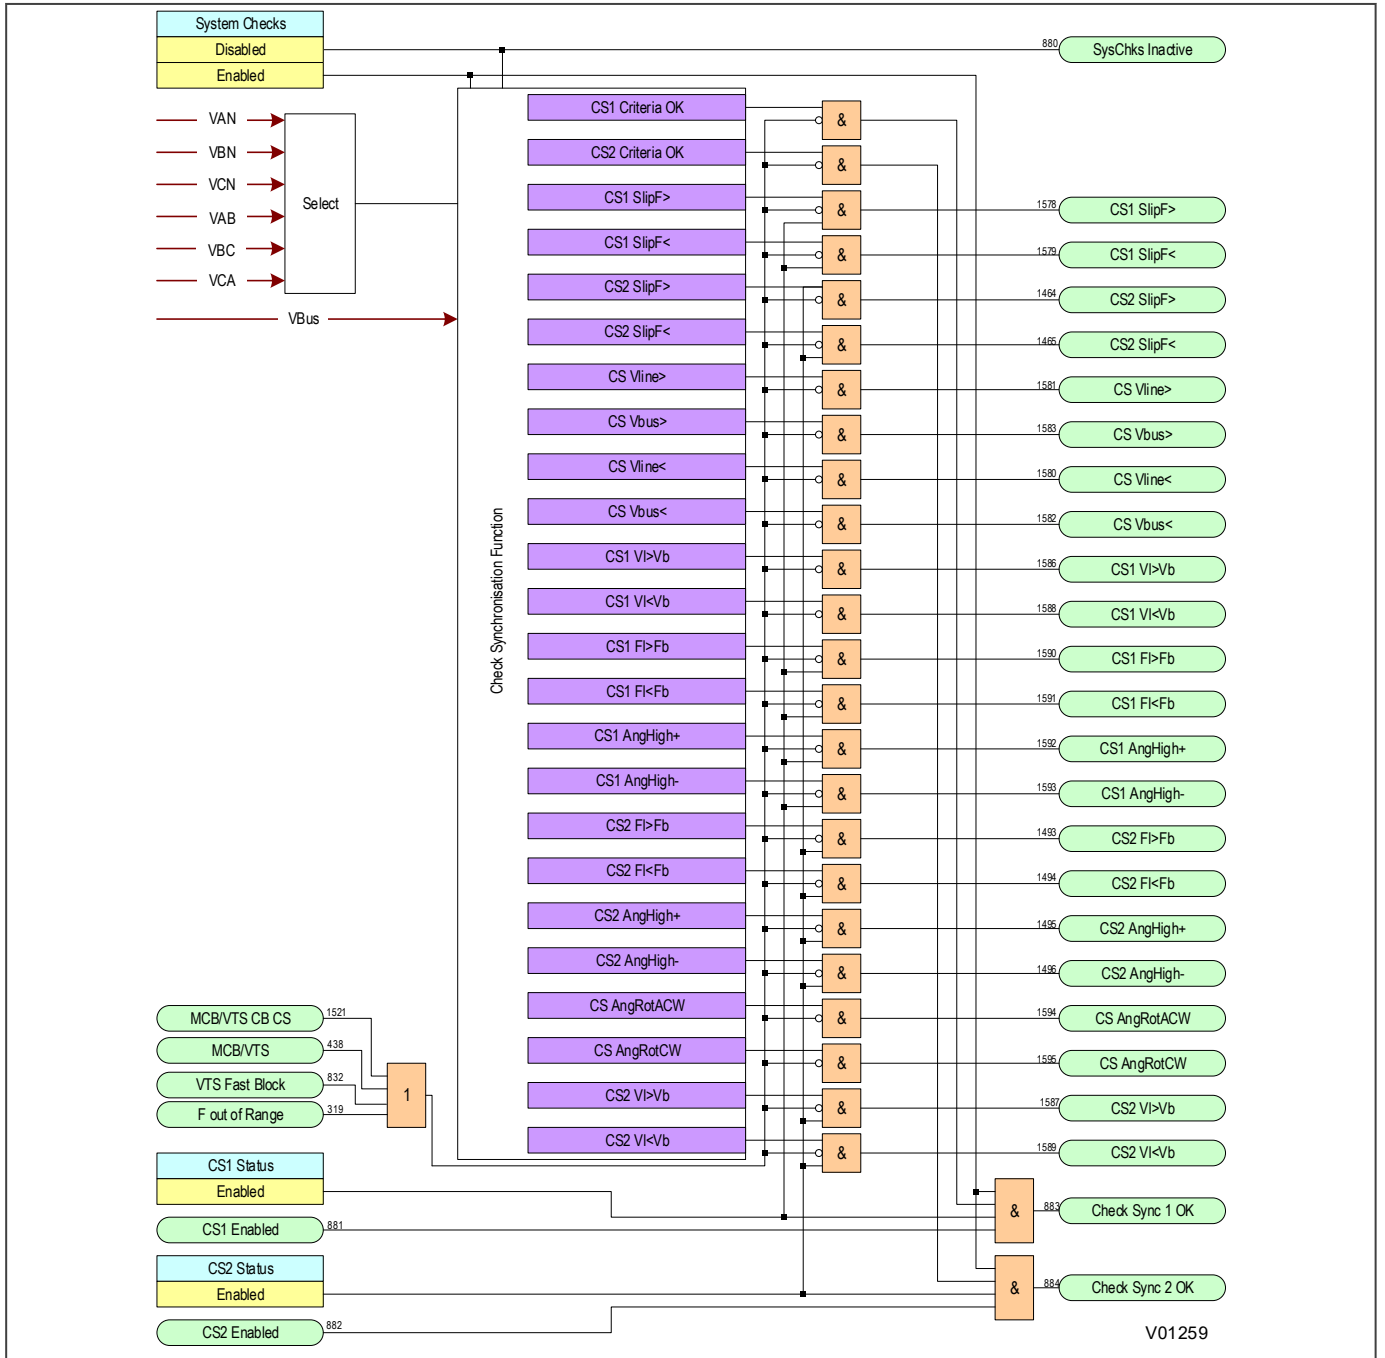 System Checks
Disabled
880
SysChks Inactive
Enabled
VAN
VBN
VCN
VAB
VBC
VCA
Select
VBus
Check Synchronisation Function
CS1 Criteria OK
&
CS2 Criteria OK
&
CS1 SlipF>
&
1578
CS1 SlipF>
CS1 SlipF<
&
1579
CS1 SlipF<
CS2 SlipF>
&
1464
CS2 SlipF>
CS2 SlipF<
&
1465
CS2 SlipF<
CS Vline>
&
1581
CS Vline>
CS Vbus>
&
1583
CS Vbus>
CS Vline<
&
1580
CS Vline<
CS Vbus<
&
1582
CS Vbus<
CS1 Vl>Vb
&
1586
CS1 Vl>Vb
CS1 Vl<Vb
&
1588
CS1 Vl<Vb
CS1 Fl>Fb
&
1590
CS1 Fl>Fb
CS1 Fl<Fb
&
1591
CS1 Fl<Fb
CS1 AngHigh+
&
1592
CS1 AngHigh+
CS1 AngHigh-
&
1593
CS1 AngHigh-
CS2 Fl>Fb
&
1493
CS2 Fl>Fb
CS2 Fl<Fb
&
1494
CS2 Fl<Fb
CS2 AngHigh+
&
1495
CS2 AngHigh+
CS2 AngHigh-
&
1496
CS2 AngHigh-
CS AngRotACW
&
1594
CS AngRotACW
CS AngRotCW
&
1595
CS AngRotCW
CS2 Vl>Vb
&
1587
CS2 Vl>Vb
CS2 Vl<Vb
&
1589
CS2 Vl<Vb
MCB/VTS CB CS
1521
MCB/VTS
438
VTS Fast Block
832
F out of Range
319
1
CS1 Status
Enabled
CS1 Enabled
881
&
883
Check Sync 1 OK
CS2 Status
Enabled
CS2 Enabled
882
&
884
Check Sync 2 OK
V01259